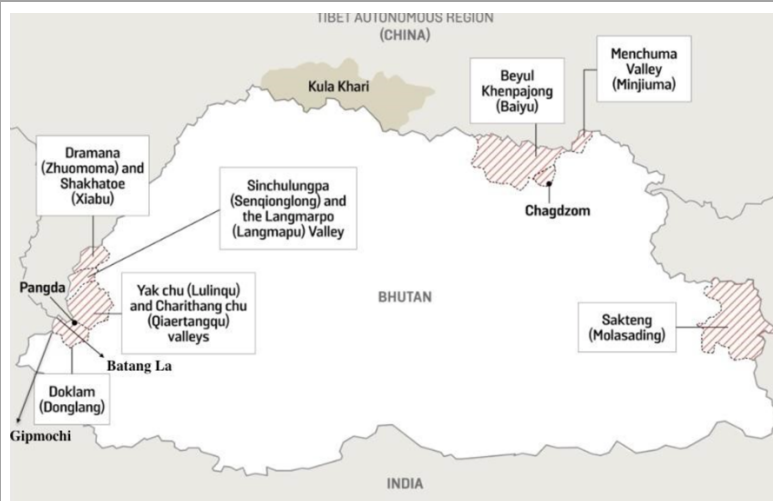 TIBET AUTONOMOUS REGION
(CHINA)
Kula Khari
Beyul
Khenpajong
(Baiyu)
Menchuma
Valley
(Minjiuma)
Dramana
(Zhuomoma) and
Shakhatoe
(Xiabu)
Sinchulungpa
(Senqionglong) and
the Langmarpo
(Langmapu) Valley
Chagdzom
Pangda
Yak chu (Lulinqu)
and Charithang chu
(Qiaertangqu)
valleys
BHUTAN
Sakteng
(Molasading)
Batang La
Doklam
(Donglang)
Gipmochi
INDIA